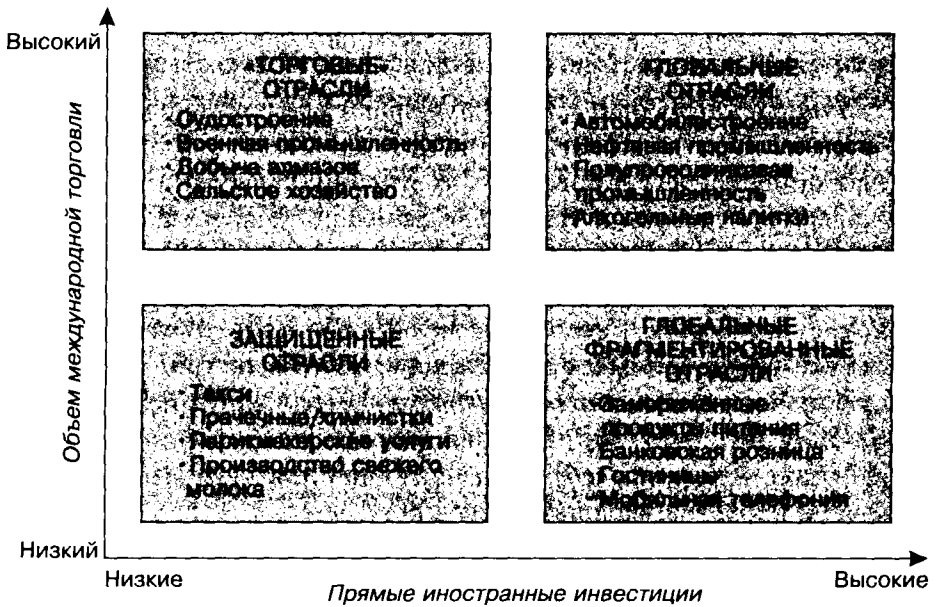 Высокий
«ТОРГОВЫЕ»
ОТРАСЛИ
· Судостроение
· Военная промышленность
· Добыча алмазов
· Сельское хозяйство
ГЛОБАЛЬНЫЕ
ОТРАСЛИ
· Автомобилестроение
· Нефтяная промышленность
· Полупроводниковая
промышленность
· Алкогольные напитки
Объем международной торговли
ЗАЩИЩЕННЫЕ
ОТРАСЛИ
· Такси
· Прачечные/химчистки
· Парикмахерские услуги
· Производство свежего
молока
ГЛОБАЛЬНЫЕ
ФРАГМЕНТИРОВАННЫЕ
ОТРАСЛИ
· Замороженные
продукты питания
· Банковская розница
· Гостиницы
· Мобильная телефония
Низкий
Низкие
Прямые иностранные инвестиции
Высокие